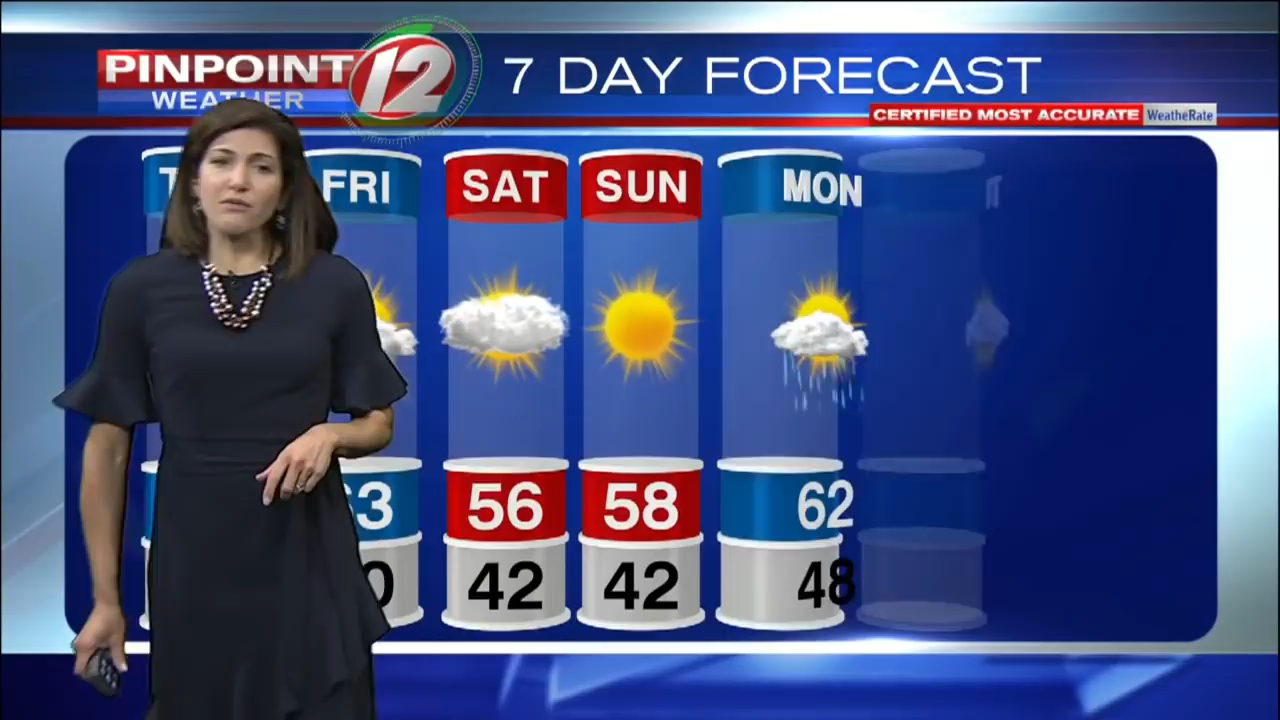 PINPOINT 12
WEATHER
7 DAY FORECAST
CERTIFIED MOST ACCURATE WeatheRate
FRI SAT SUN MON
56 58 62
42 42 48